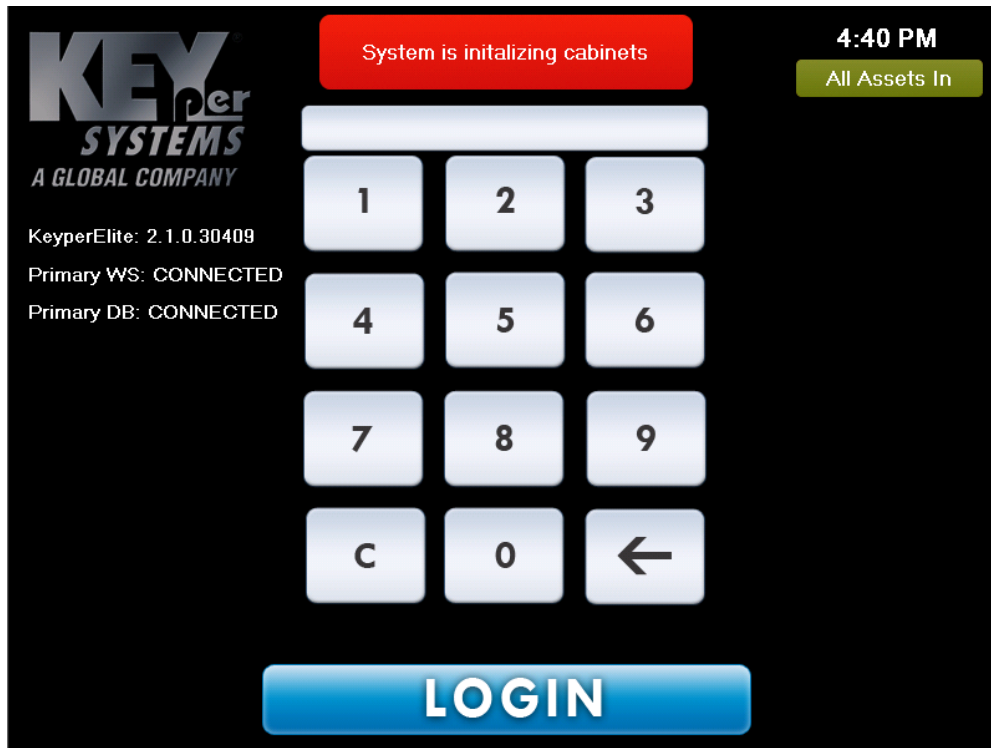 KEYper
SYSTEMS
A GLOBAL COMPANY
KeyperElite: 2.1.0.30409
Primary WS: CONNECTED
Primary DB: CONNECTED
System is initalizing cabinets
1 2 3
4 5 6
7 8 9
C 0 ←
LOGIN
4:40 PM
All Assets In